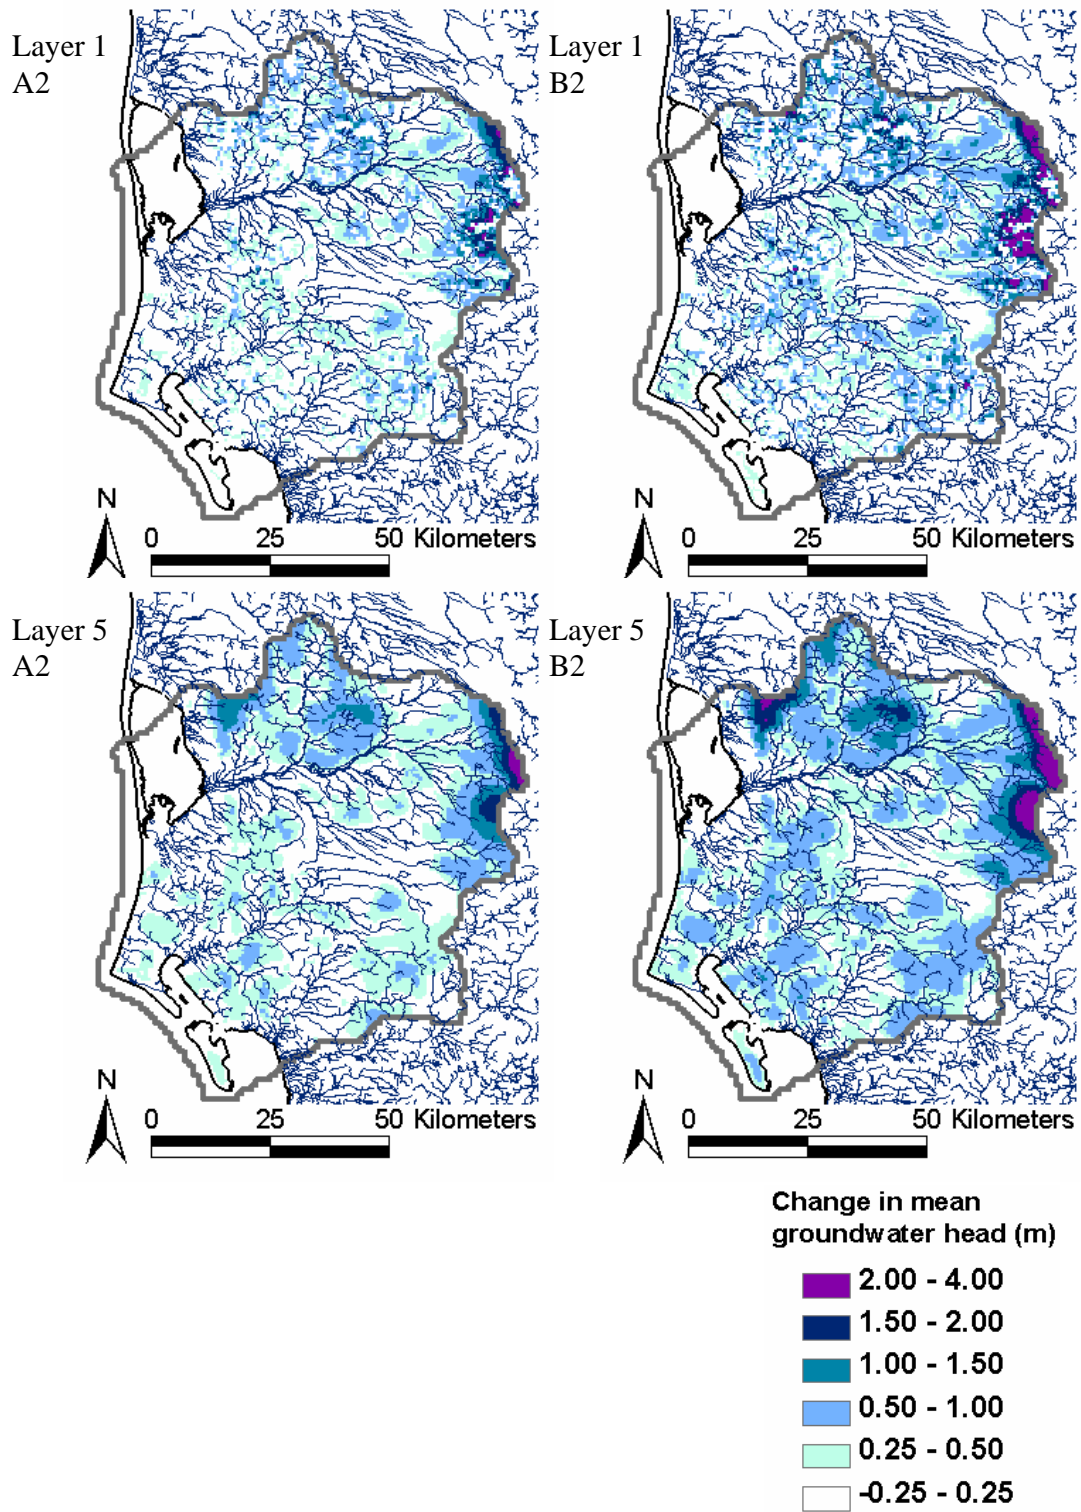 Layer 1
A2
Layer 1
B2
N
0 25 50 Kilometers
N
0 25 50 Kilometers
Layer 5
A2
Layer 5
B2
N
0 25 50 Kilometers
N
0 25 50 Kilometers
Change in mean
groundwater head (m)
2.00 - 4.00
1.50 - 2.00
1.00 - 1.50
0.50 - 1.00
0.25 - 0.50
-0.25 - 0.25